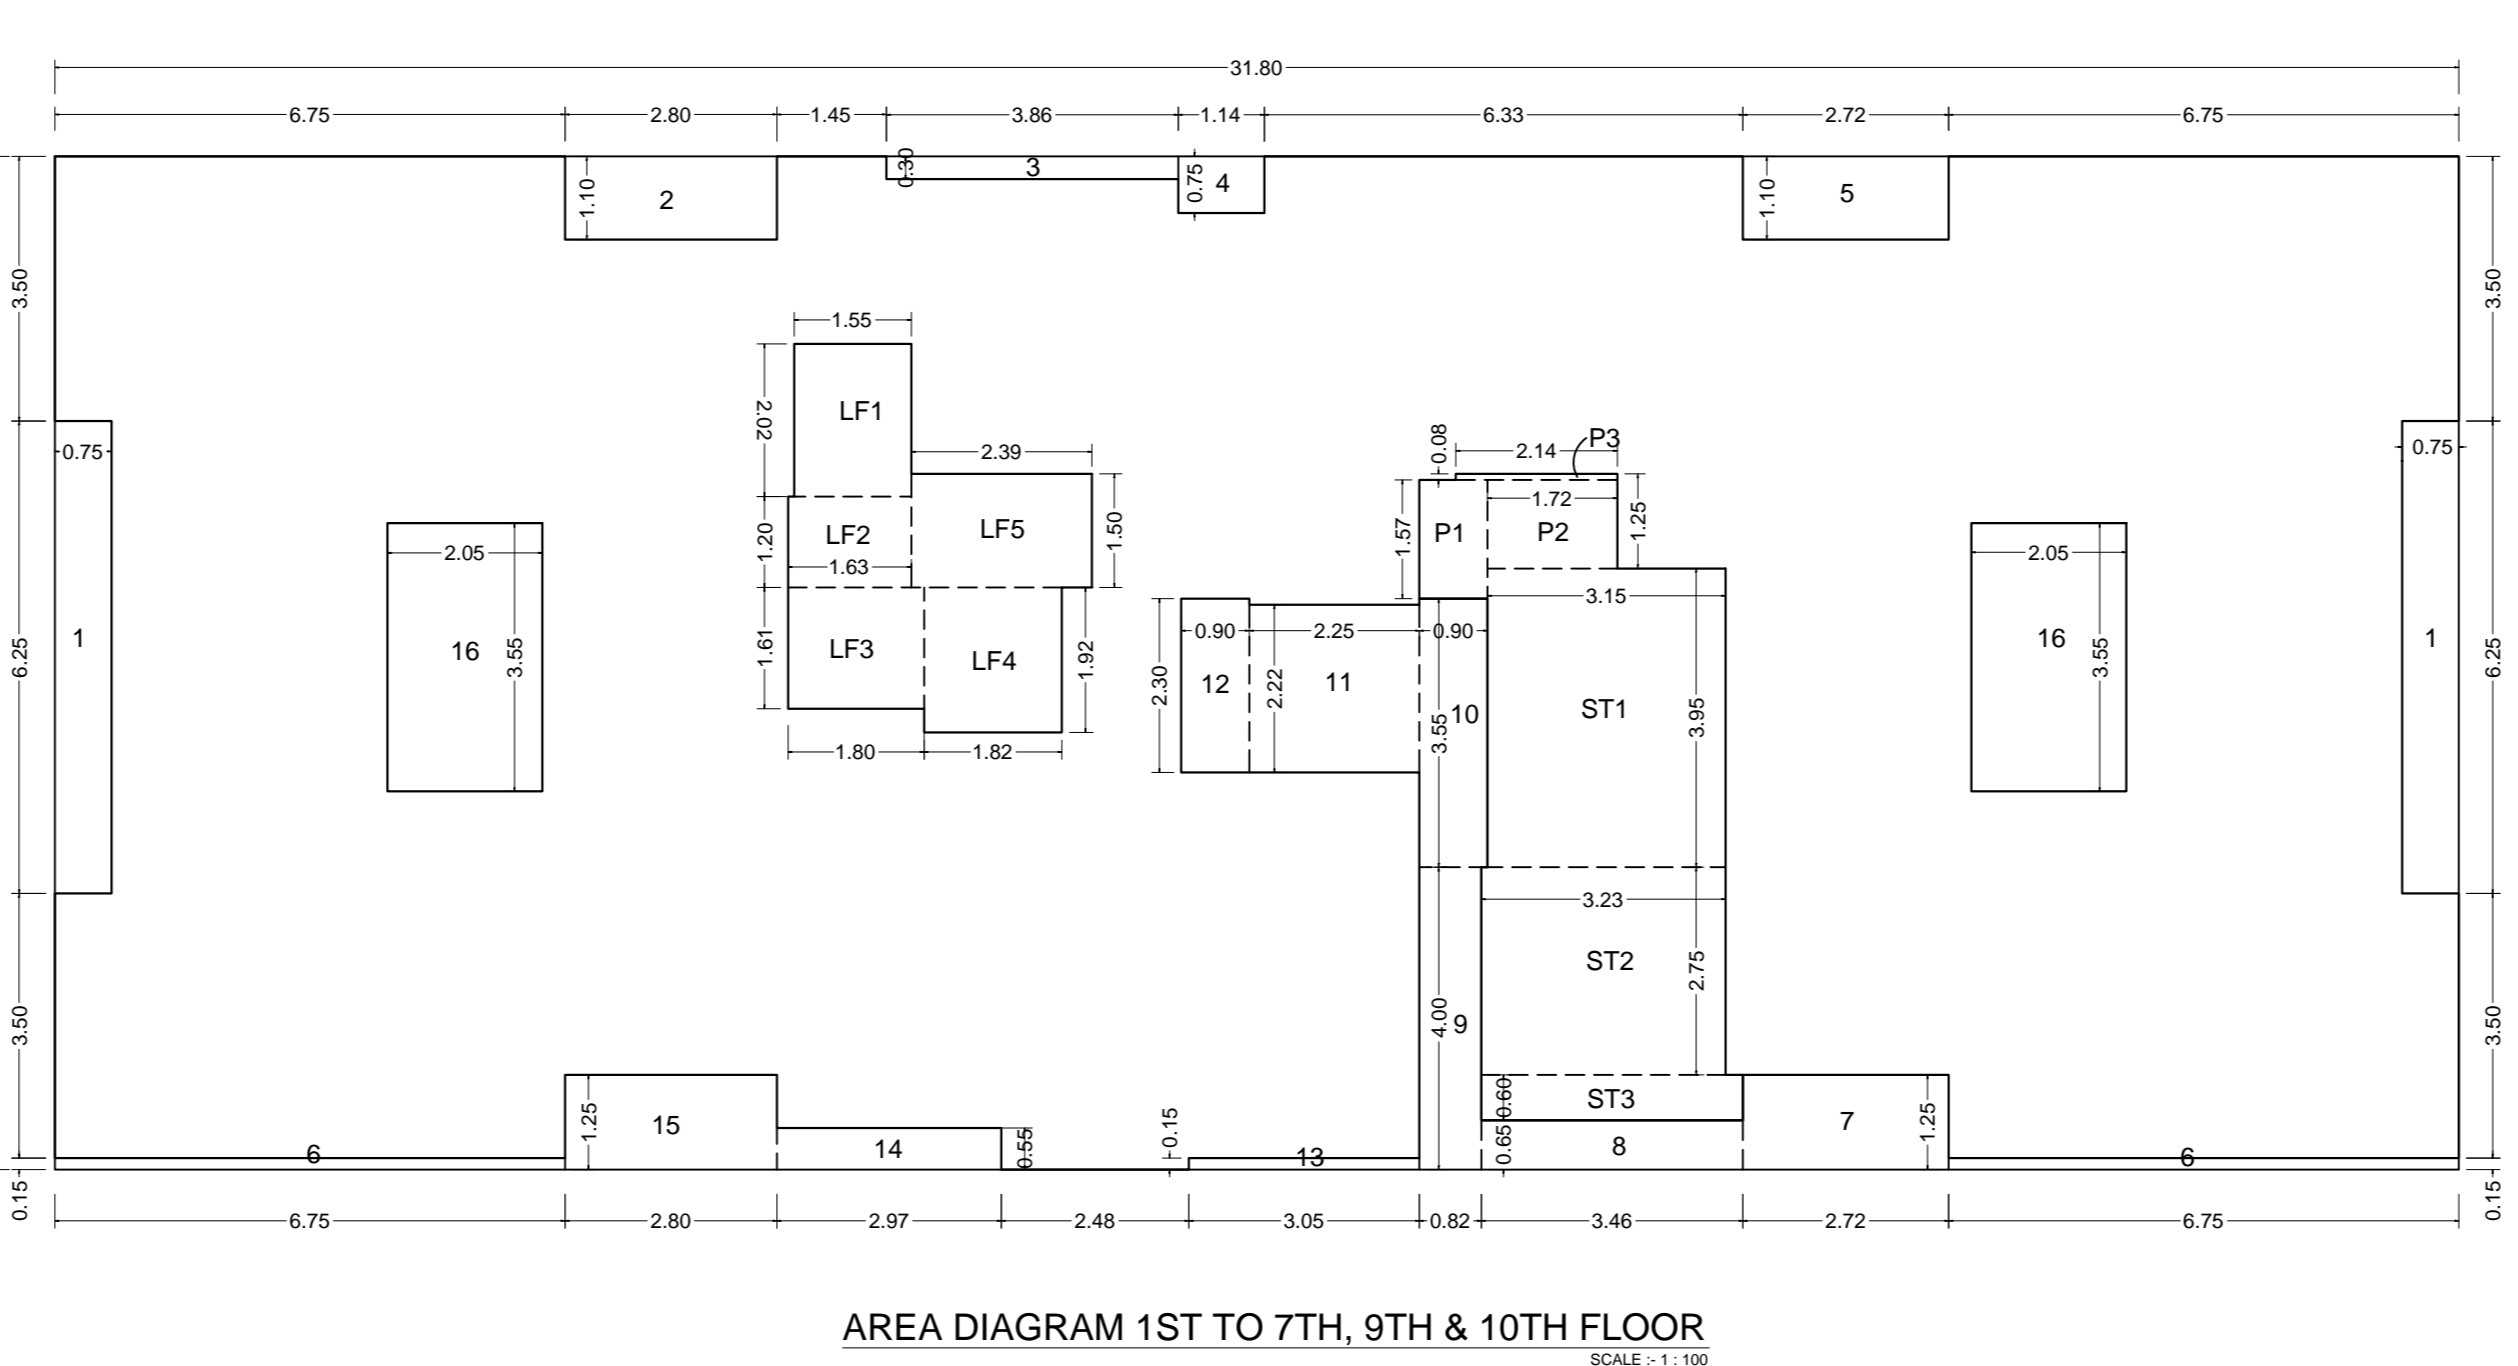 31.80
6.75 2.80 1.45 3.86 1.14 6.33 2.72 6.75
1.10 2 0.30 3 0.75 4 1.10 5
3.50 3.50
1.55
2.02 LF1
0.75 2.39 0.08 2.14 P3 0.75
1.20 LF2 LF5 1.50 1.57 P1 1.72 P2 1.25
2.05 1.63 2.05
3.15
6.25 1 16 3.55 1.61 LF3 LF4 1.92 0.90 2.25 0.90 16 3.55 1 6.25
2.30 12 2.22 11 3.55 10 ST1 3.95
1.80 1.82
3.23
ST2 2.75
3.50 4.00 9 3.50
1.25 15 0.15 ST3 0.60 7 1.25
6 14 0.55 13 0.65 8 6
0.15 0.15
6.75 2.80 2.97 2.48 3.05 0.82 3.46 2.72 6.75
AREA DIAGRAM 1ST TO 7TH, 9TH & 10TH FLOOR
SCALE :- 1 : 100